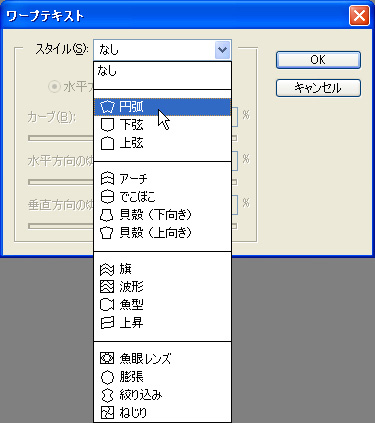 ワープテキスト
スタイル(S): なし
OK
なし
キャンセル
水平方
円弧
カーブ(B):
%
下弦
上弦
水平方向のゆ
%
アーチ
でこぼこ
垂直方向のゆ
%
貝殻（下向き）
貝殻（上向き）
旗
波形
魚型
上昇
魚眼レンズ
膨張
絞り込み
ねじり